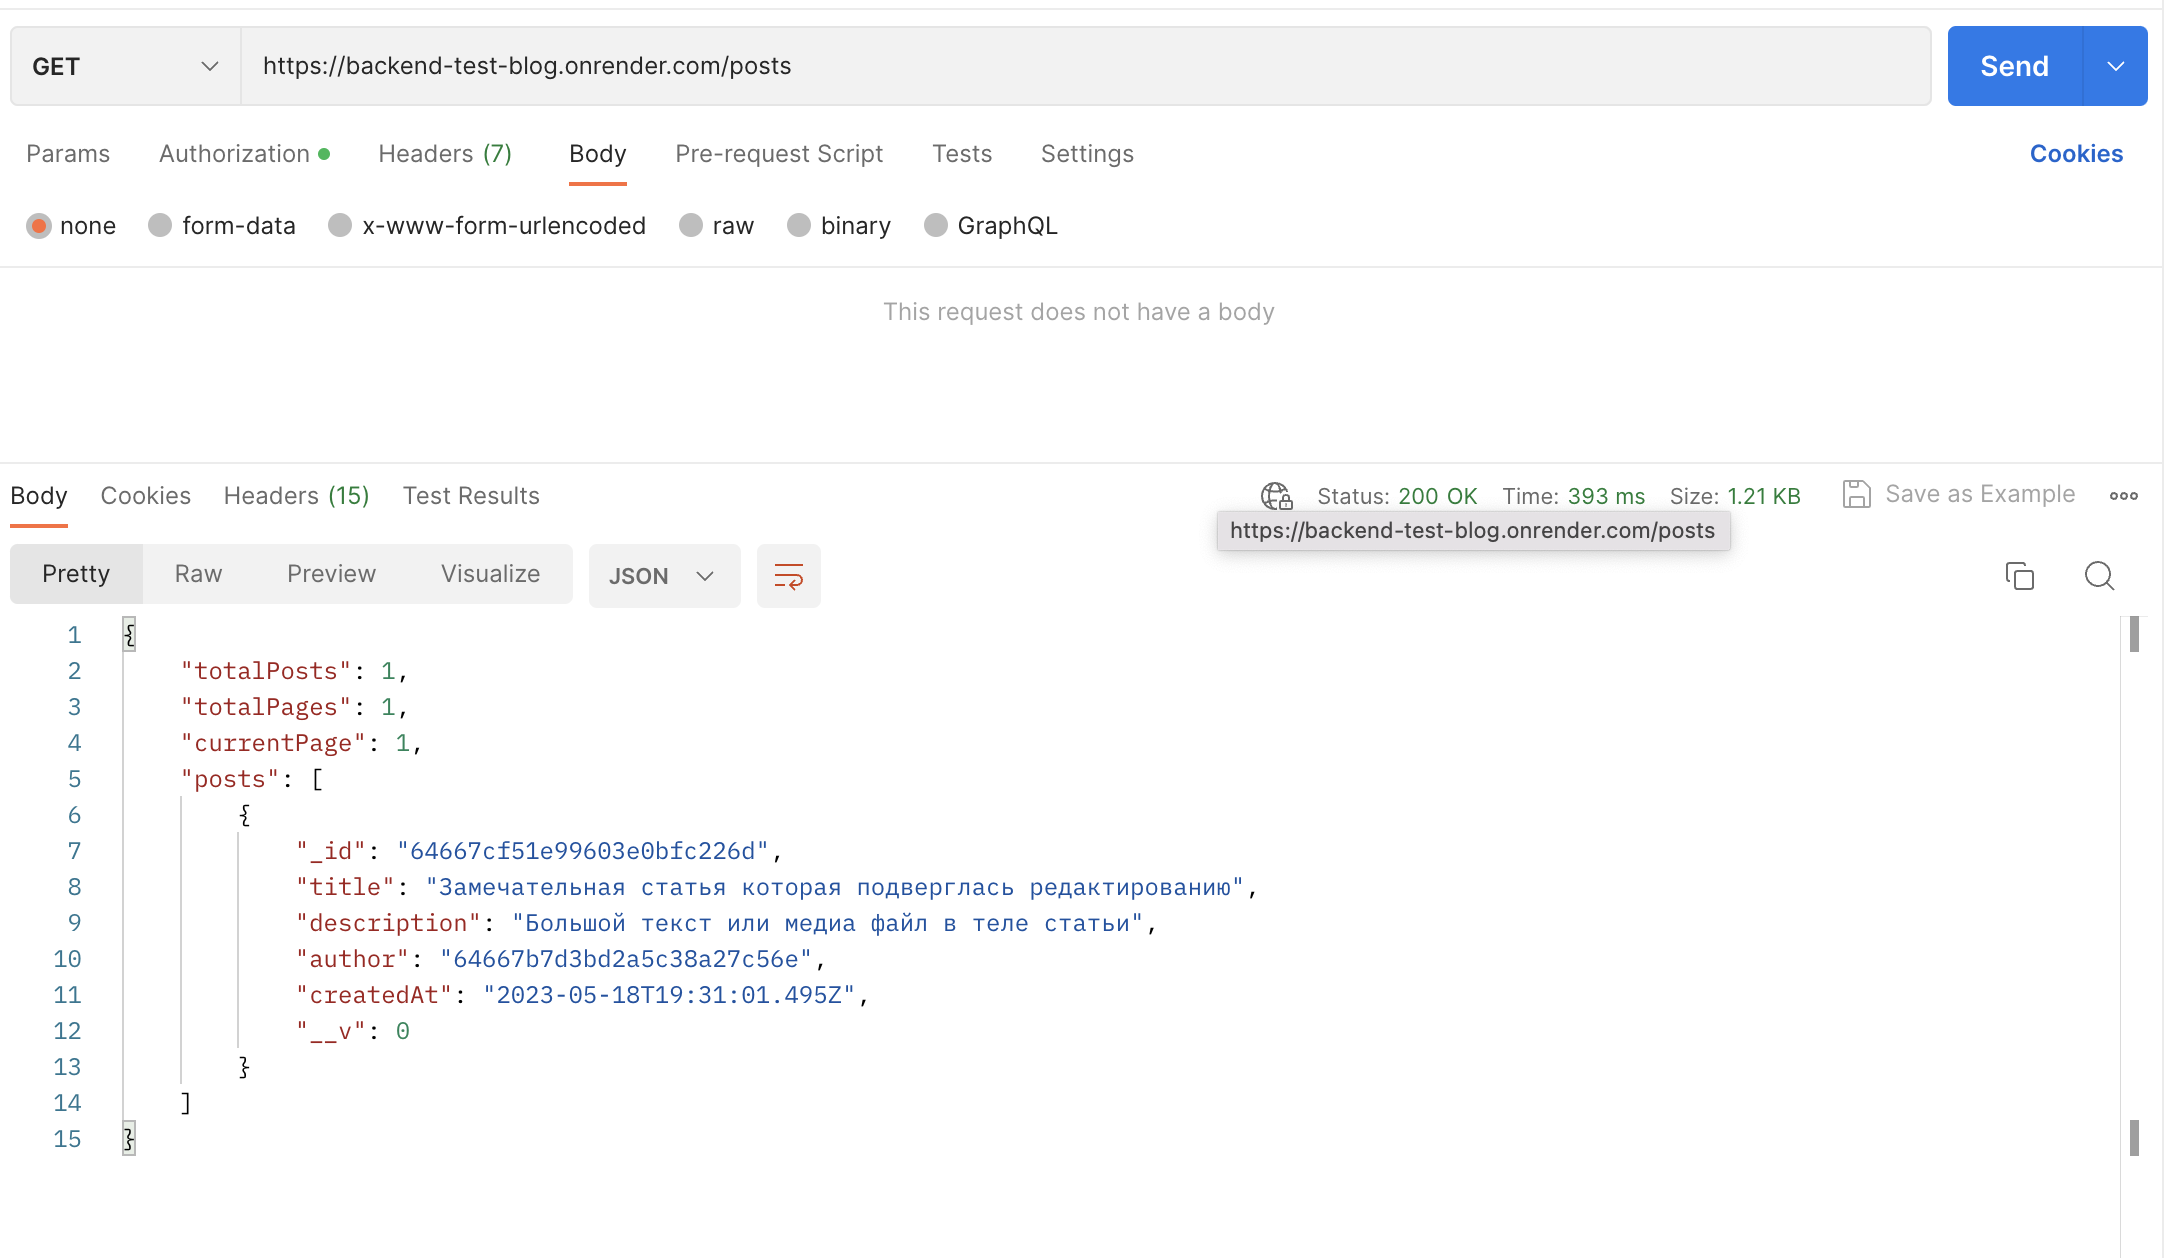 GET https://backend-test-blog.onrender.com/posts Send
Params Authorization Headers (7) Body Pre-request Script Tests Settings Cookies
none form-data x-www-form-urlencoded raw binary GraphQL
This request does not have a body
Body Cookies Headers (15) Test Results Status: 200 OK Time: 393 ms Size: 1.21 KB Save as Example
https://backend-test-blog.onrender.com/posts
Pretty Raw Preview Visualize JSON
1 {
2 "totalPosts": 1,
3 "totalPages": 1,
4 "currentPage": 1,
5 "posts": [
6 {
7 "_id": "64667cf51e99603e0bfc226d",
8 "title": "Замечательная статья которая подверглась редактированию",
9 "description": "Большой текст или медиа файл в теле статьи",
10 "author": "64667b7d3bd2a5c38a27c56e",
11 "createdAt": "2023-05-18T19:31:01.495Z",
12 "__v": 0
13 }
14 ]
15 }